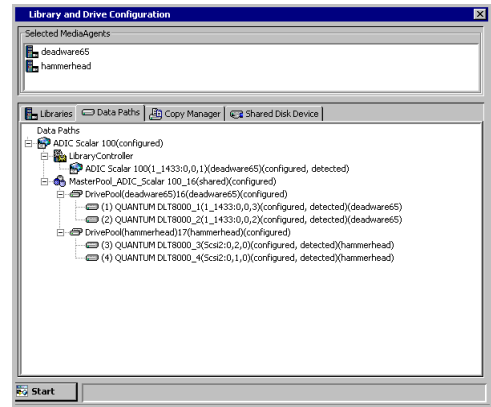 Library and Drive Configuration
Selected MediaAgents
deadware65
hammerhead
Libraries Data Paths Copy Manager Shared Disk Device
Data Paths
ADIC Scalar 100(configured)
LibraryController
ADIC Scalar 100(1_1433:0,0,1)(deadware65)(configured, detected)
MasterPool_ADIC_Scalar 100_16(shared)(configured)
DrivePool(deadware65)16(deadware65)(configured)
(1) QUANTUM DLT8000_1(1_1433:0,0,3)(configured, detected)(deadware65)
(2) QUANTUM DLT8000_2(1_1433:0,0,2)(configured, detected)(deadware65)
DrivePool(hammerhead)17(hammerhead)(configured)
(3) QUANTUM DLT8000_3(Scsi2:0,2,0)(configured, detected)(hammerhead)
(4) QUANTUM DLT8000_4(Scsi2:0,1,0)(configured, detected)(hammerhead)
Start